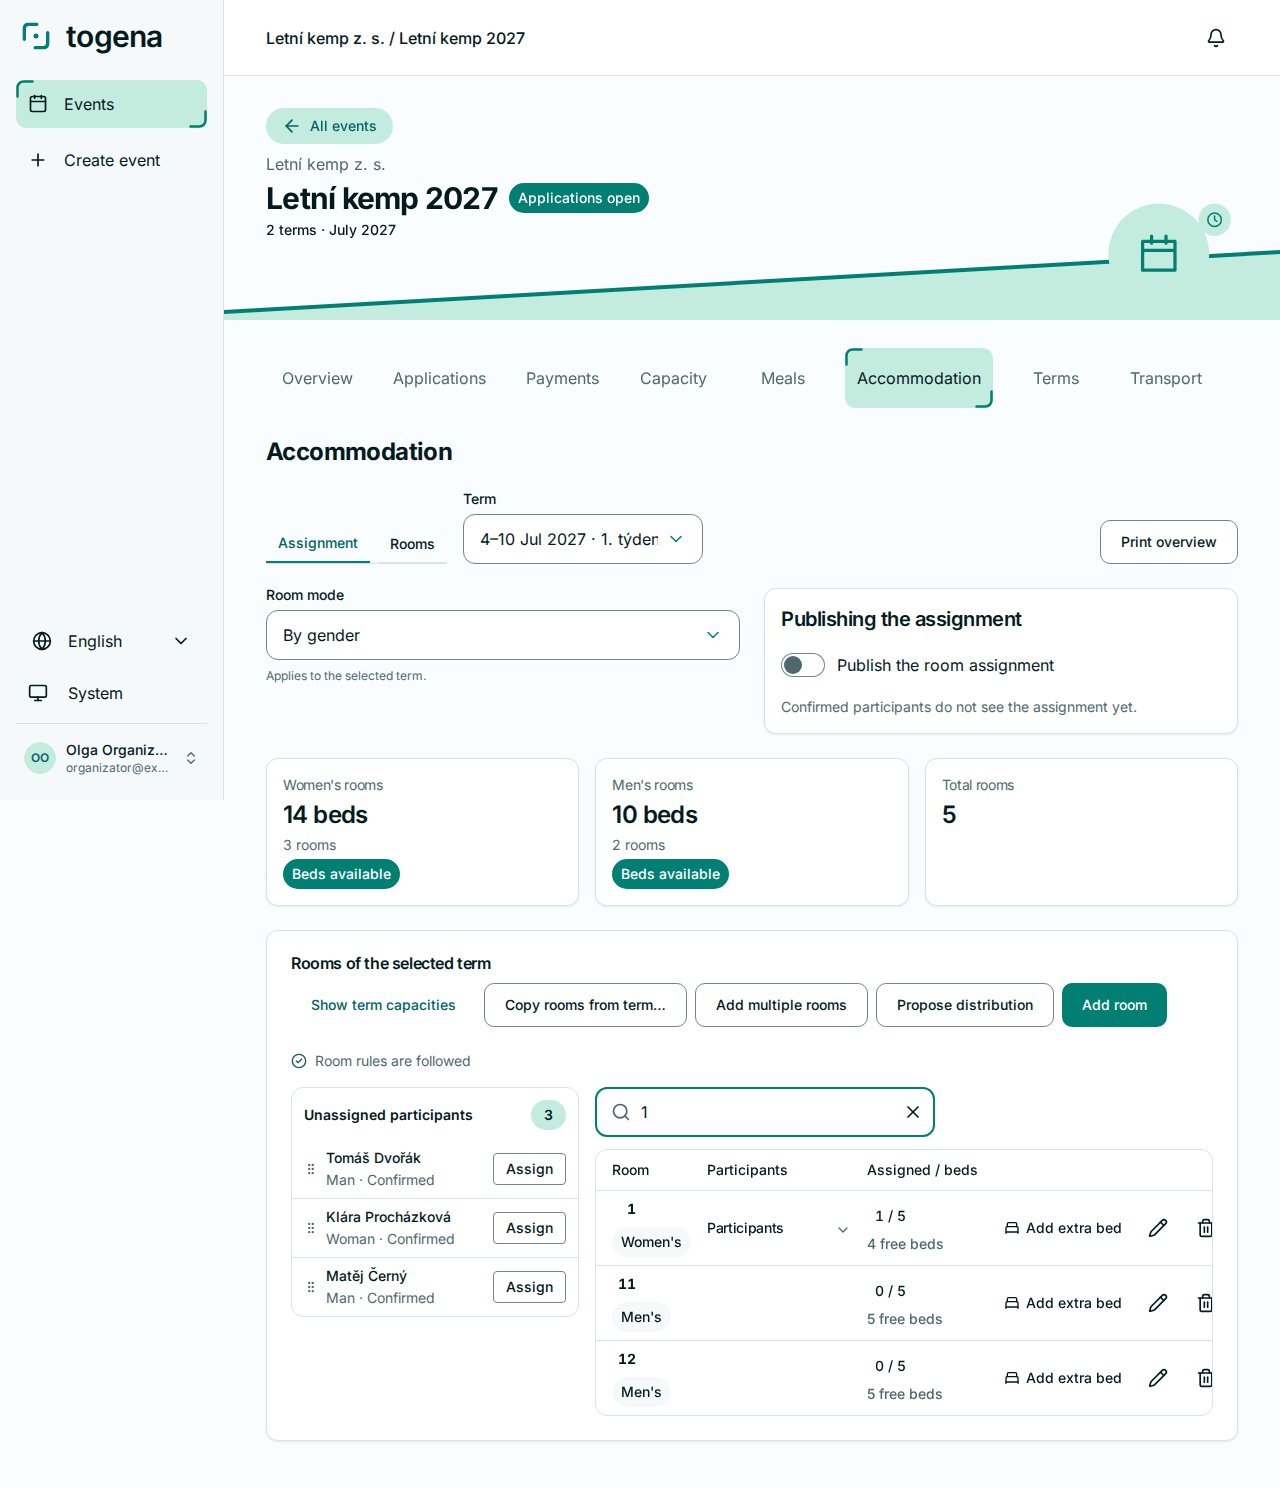 togena
Letní kemp z. s. / Letní kemp 2027
Events
Create event
All events
Letní kemp z. s.
Letní kemp 2027
Applications open
2 terms · July 2027
Overview
Applications
Payments
Capacity
Meals
Accommodation
Terms
Transport
Accommodation
Assignment
Rooms
Term
4–10 Jul 2027 · 1. týden
Print overview
Room mode
By gender
Applies to the selected term.
Publishing the assignment
Publish the room assignment
Confirmed participants do not see the assignment yet.
English
System
OO
Olga Organiz...
organizator@ex...
Women's rooms
14 beds
3 rooms
Beds available
Men's rooms
10 beds
2 rooms
Beds available
Total rooms
5
Rooms of the selected term
Show term capacities
Copy rooms from term...
Add multiple rooms
Propose distribution
Add room
Room rules are followed
Unassigned participants
3
Tomáš Dvořák
Man · Confirmed
Assign
Klára Procházková
Woman · Confirmed
Assign
Matěj Černý
Man · Confirmed
Assign
1
Room
Participants
Assigned / beds
1
Women's
Participants
1 / 5
4 free beds
Add extra bed
11
Men's
0 / 5
5 free beds
Add extra bed
12
Men's
0 / 5
5 free beds
Add extra bed